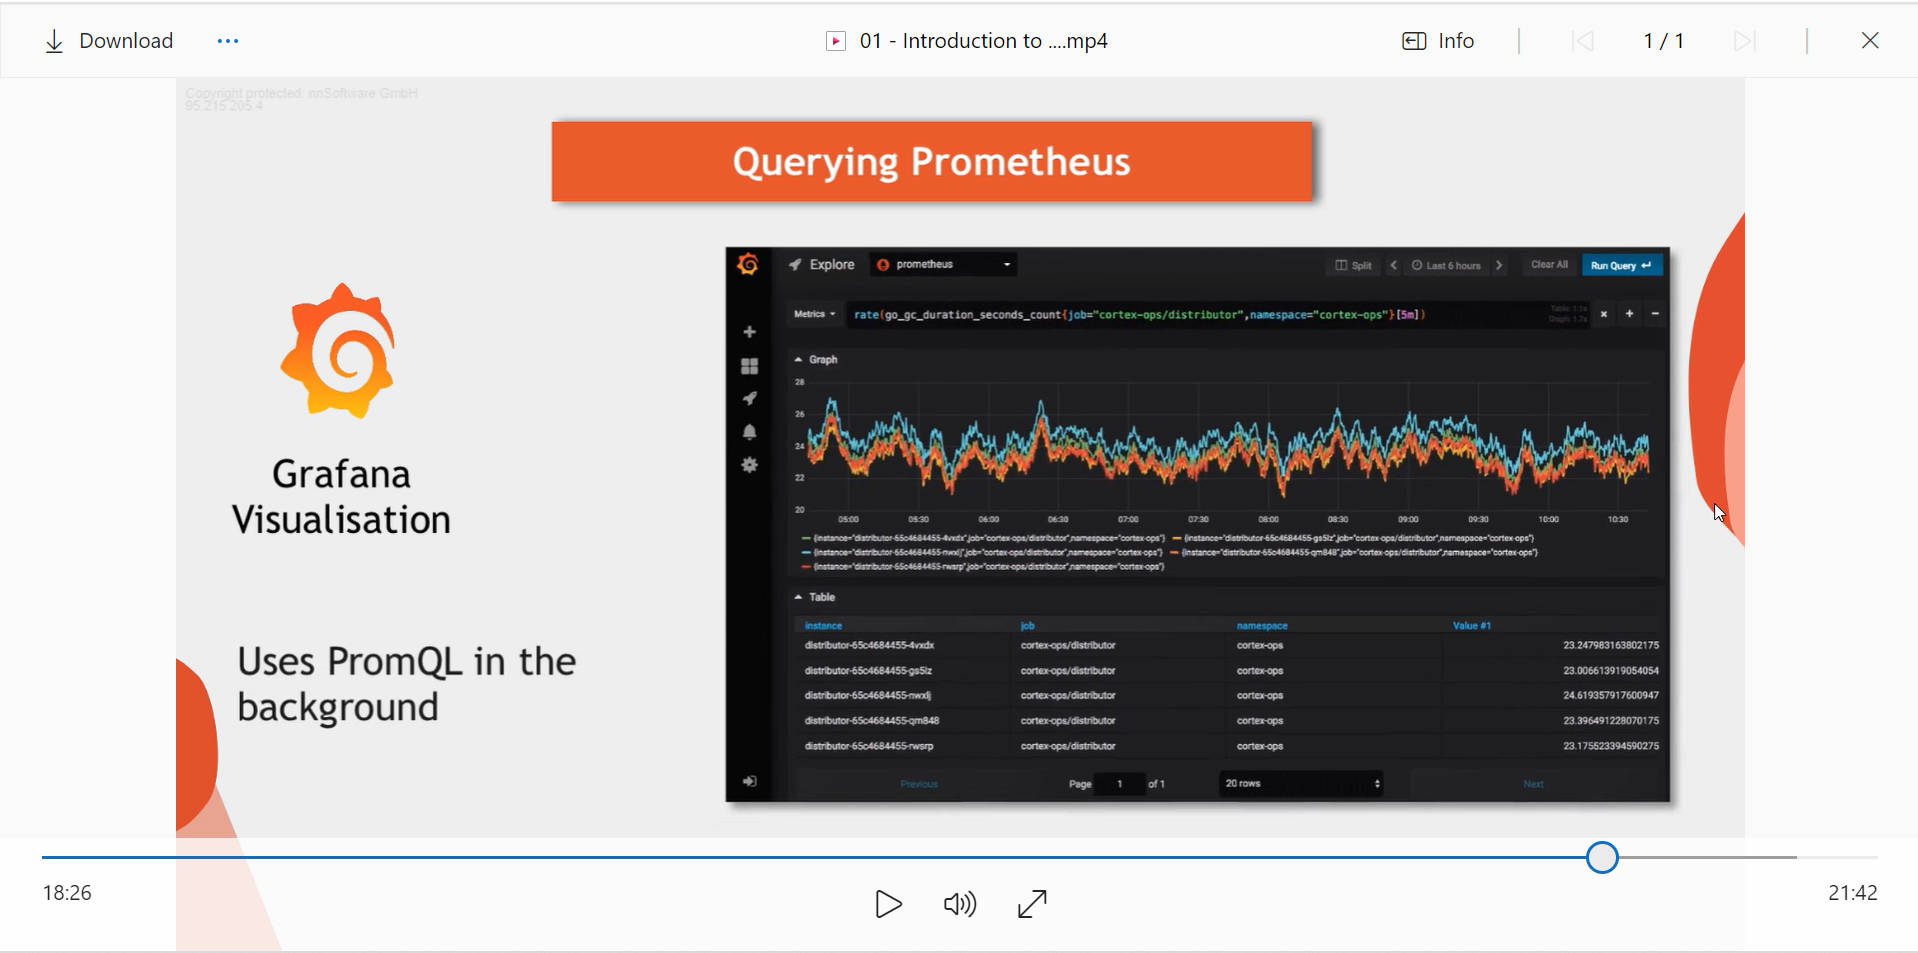 Download
01 - Introduction to ....mp4
Info
1 / 1
Copyright protected: innSoftware GmbH
95.215.205.4
Querying Prometheus
Grafana
Visualisation
Uses PromQL in the
background
Explore
prometheus
Split
Last 6 hours
Clear All
Run Query
Metrics
rate(go_gc_duration_seconds_count{job="cortex-ops/distributor",namespace="cortex-ops"}[5m])
Graph
28
26
24
22
20
05:00 05:30 06:00 06:30 07:00 07:30 08:00 08:30 09:00 09:30 10:00 10:30
{instance="distributor-65c4684455-4vxdx",job="cortex-ops/distributor",namespace="cortex-ops"} {instance="distributor-65c4684455-gs5lz",job="cortex-ops/distributor",namespace="cortex-ops"}
{instance="distributor-65c4684455-nwxlj",job="cortex-ops/distributor",namespace="cortex-ops"} {instance="distributor-65c4684455-qm848",job="cortex-ops/distributor",namespace="cortex-ops"}
{instance="distributor-65c4684455-rwsrp",job="cortex-ops/distributor",namespace="cortex-ops"}
Table
instance job namespace Value #1
distributor-65c4684455-4vxdx cortex-ops/distributor cortex-ops 23.247983163802175
distributor-65c4684455-gs5lz cortex-ops/distributor cortex-ops 23.006613919054054
distributor-65c4684455-nwxlj cortex-ops/distributor cortex-ops 24.619357917600947
distributor-65c4684455-qm848 cortex-ops/distributor cortex-ops 23.396491228070175
distributor-65c4684455-rwsrp cortex-ops/distributor cortex-ops 23.175523394590275
Previous Page 1 of 1 20 rows Next
18:26
21:42